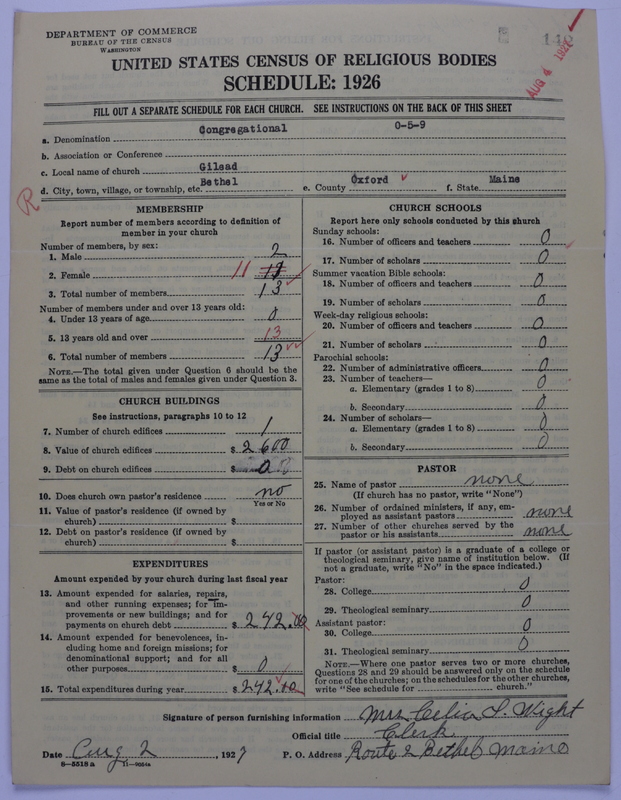 DEPARTMENT OF COMMERCE
BUREAU OF THE CENSUS
WASHINGTON
AUG 4 1927
UNITED STATES CENSUS OF RELIGIOUS BODIES
SCHEDULE: 1926
FILL OUT A SEPARATE SCHEDULE FOR EACH CHURCH. SEE INSTRUCTIONS ON THE BACK OF THIS SHEET
a. Denomination Congregational 0-5-9
b. Association or Conference
c. Local name of church Gilead
d. City, town, village, or township, etc. Bethel e. County Oxford f. State Maine
R
MEMBERSHIP
Report number of members according to definition of
member in your church
Number of members, by sex:
1. Male 2
2. Female 11 13
3. Total number of members 13
Number of members under and over 13 years old:
4. Under 13 years of age 0
5. 13 years old and over 13
6. Total number of members 13
NOTE.—The total given under Question 6 should be the
same as the total of males and females given under Question 3.
CHURCH BUILDINGS
See instructions, paragraphs 10 to 12
7. Number of church edifices 1
8. Value of church edifices $ 2600
9. Debt on church edifices $ 0
10. Does church own pastor's residence no
Yes or No
11. Value of pastor's residence (if owned by
church) $
12. Debt on pastor's residence (if owned by
church) $
EXPENDITURES
Amount expended by your church during last fiscal year
13. Amount expended for salaries, repairs,
and other running expenses; for im-
provements or new buildings; and for
payments on church debt $ 242.00
14. Amount expended for benevolences, in-
cluding home and foreign missions; for
denominational support; and for all
other purposes $ 0
15. Total expenditures during year $ 242.00
CHURCH SCHOOLS
Report here only schools conducted by this church
Sunday schools:
16. Number of officers and teachers 0
17. Number of scholars 0
Summer vacation Bible schools:
18. Number of officers and teachers 0
19. Number of scholars 0
Week-day religious schools:
20. Number of officers and teachers 0
21. Number of scholars 0
Parochial schools:
22. Number of administrative officers 0
23. Number of teachers—
a. Elementary (grades 1 to 8) 0
b. Secondary 0
24. Number of scholars—
a. Elementary (grades 1 to 8) 0
b. Secondary 0
PASTOR
25. Name of pastor none
(If church has no pastor, write "None")
26. Number of ordained ministers, if any, em-
ployed as assistant pastors none
27. Number of other churches served by the
pastor or his assistants none
If pastor (or assistant pastor) is a graduate of a college or
theological seminary, give name of institution below. (If
not a graduate, write "No" in the space indicated.)
Pastor:
28. College 0
29. Theological seminary 0
Assistant pastor:
30. College 0
31. Theological seminary 0
NOTE.—Where one pastor serves two or more churches,
Questions 28 and 29 should be answered only on the schedule
for one of the churches; on the schedules for the other churches,
write "See schedule for church."
Signature of person furnishing information Mrs Celia L. Wight
Official title Clerk
Date Aug 2, 1927 P. O. Address Route 2 Bethel Maine
8-5518 a